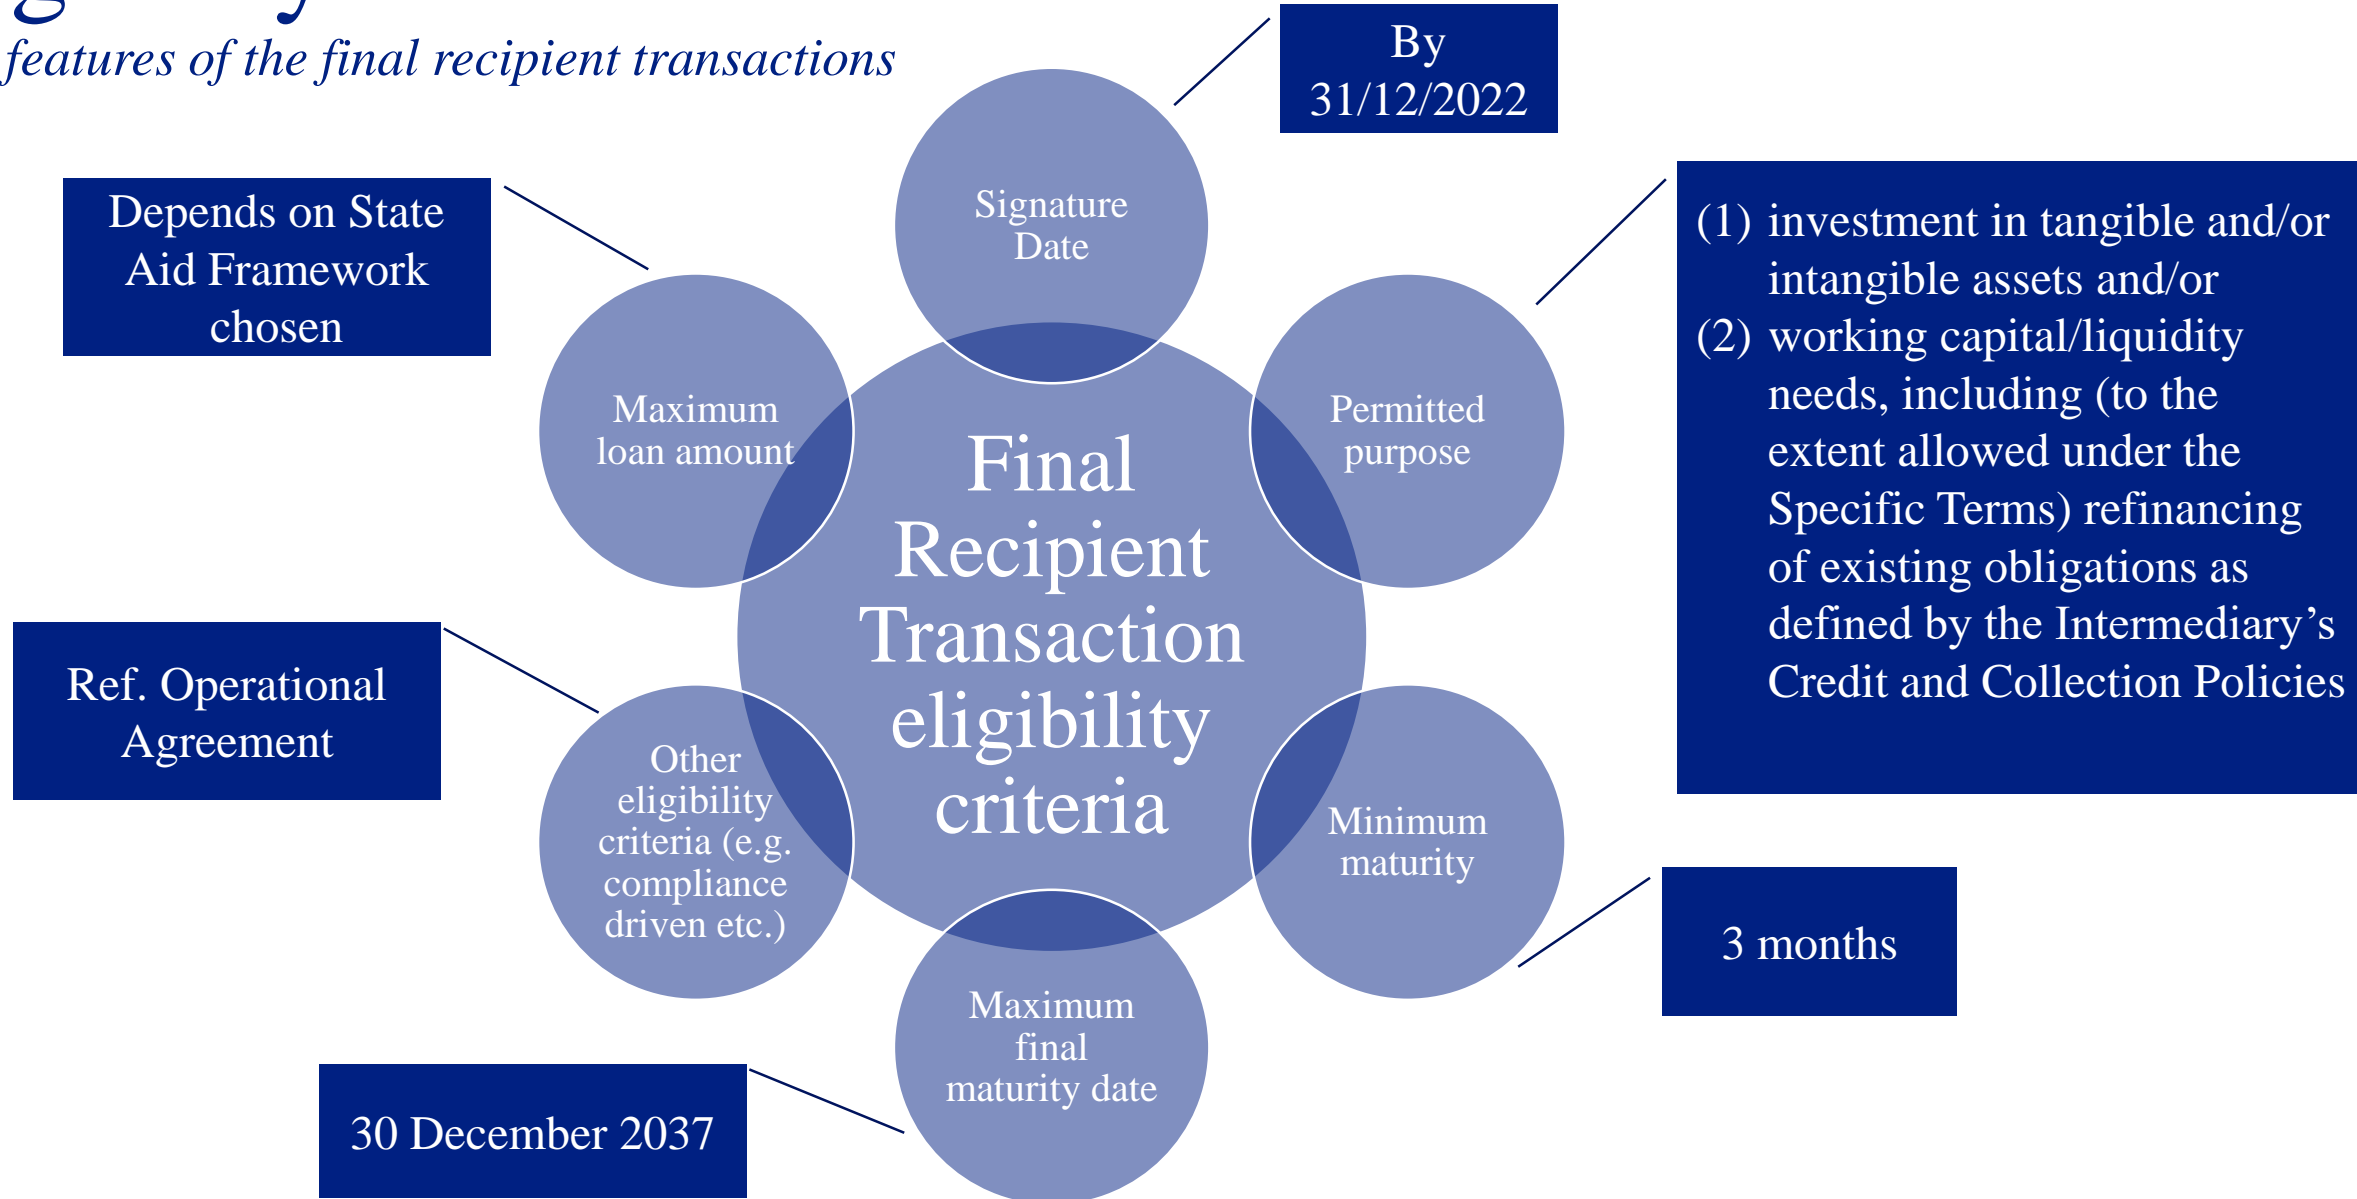 features of the final recipient transactions
By
31/12/2022
Signature
Date
Depends on State
Aid Framework
chosen
Maximum
loan amount
Permitted
purpose
(1) investment in tangible and/or
intangible assets and/or
(2) working capital/liquidity
needs, including (to the
extent allowed under the
Specific Terms) refinancing
of existing obligations as
defined by the Intermediary’s
Credit and Collection Policies
Final
Recipient
Transaction
eligibility
criteria
Ref. Operational
Agreement
Other
eligibility
criteria (e.g.
compliance
driven etc.)
Minimum
maturity
3 months
Maximum
final
maturity date
30 December 2037